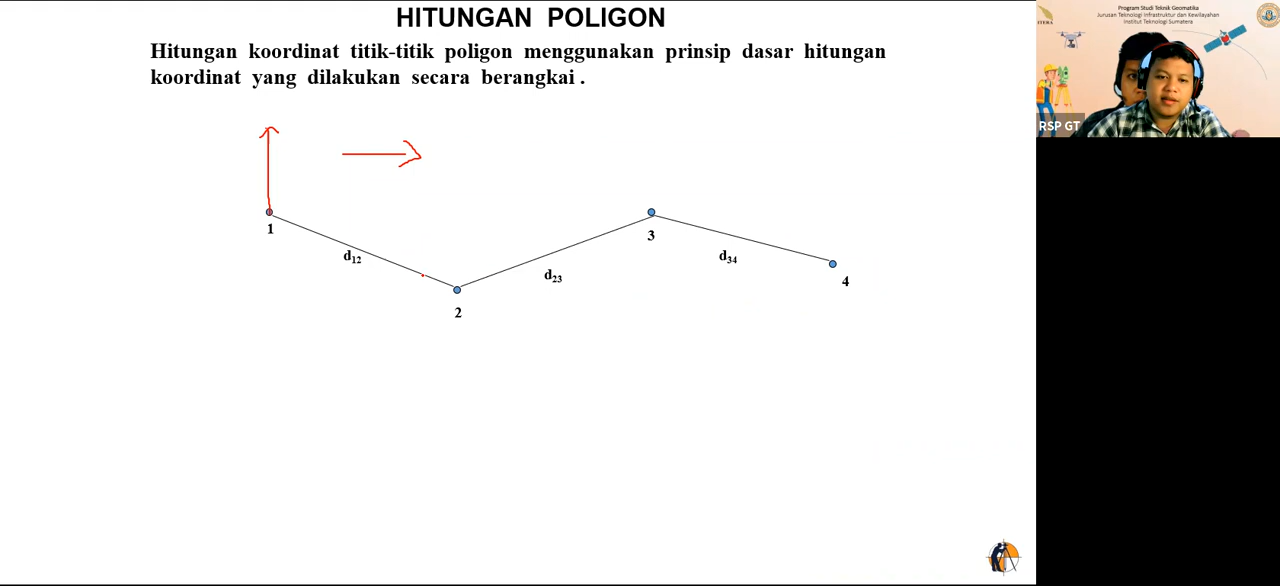 HITUNGAN POLIGON
Hitungan koordinat titik-titik poligon menggunakan prinsip dasar hitungan
koordinat yang dilakukan secara berangkai .
1
d12
2
d23
3
d34
4
Program Studi Teknik Geomatika
Jurusan Teknologi Infrastruktur dan Kewilayahan
Institut Teknologi Sumatera
ITERA
RSP GT